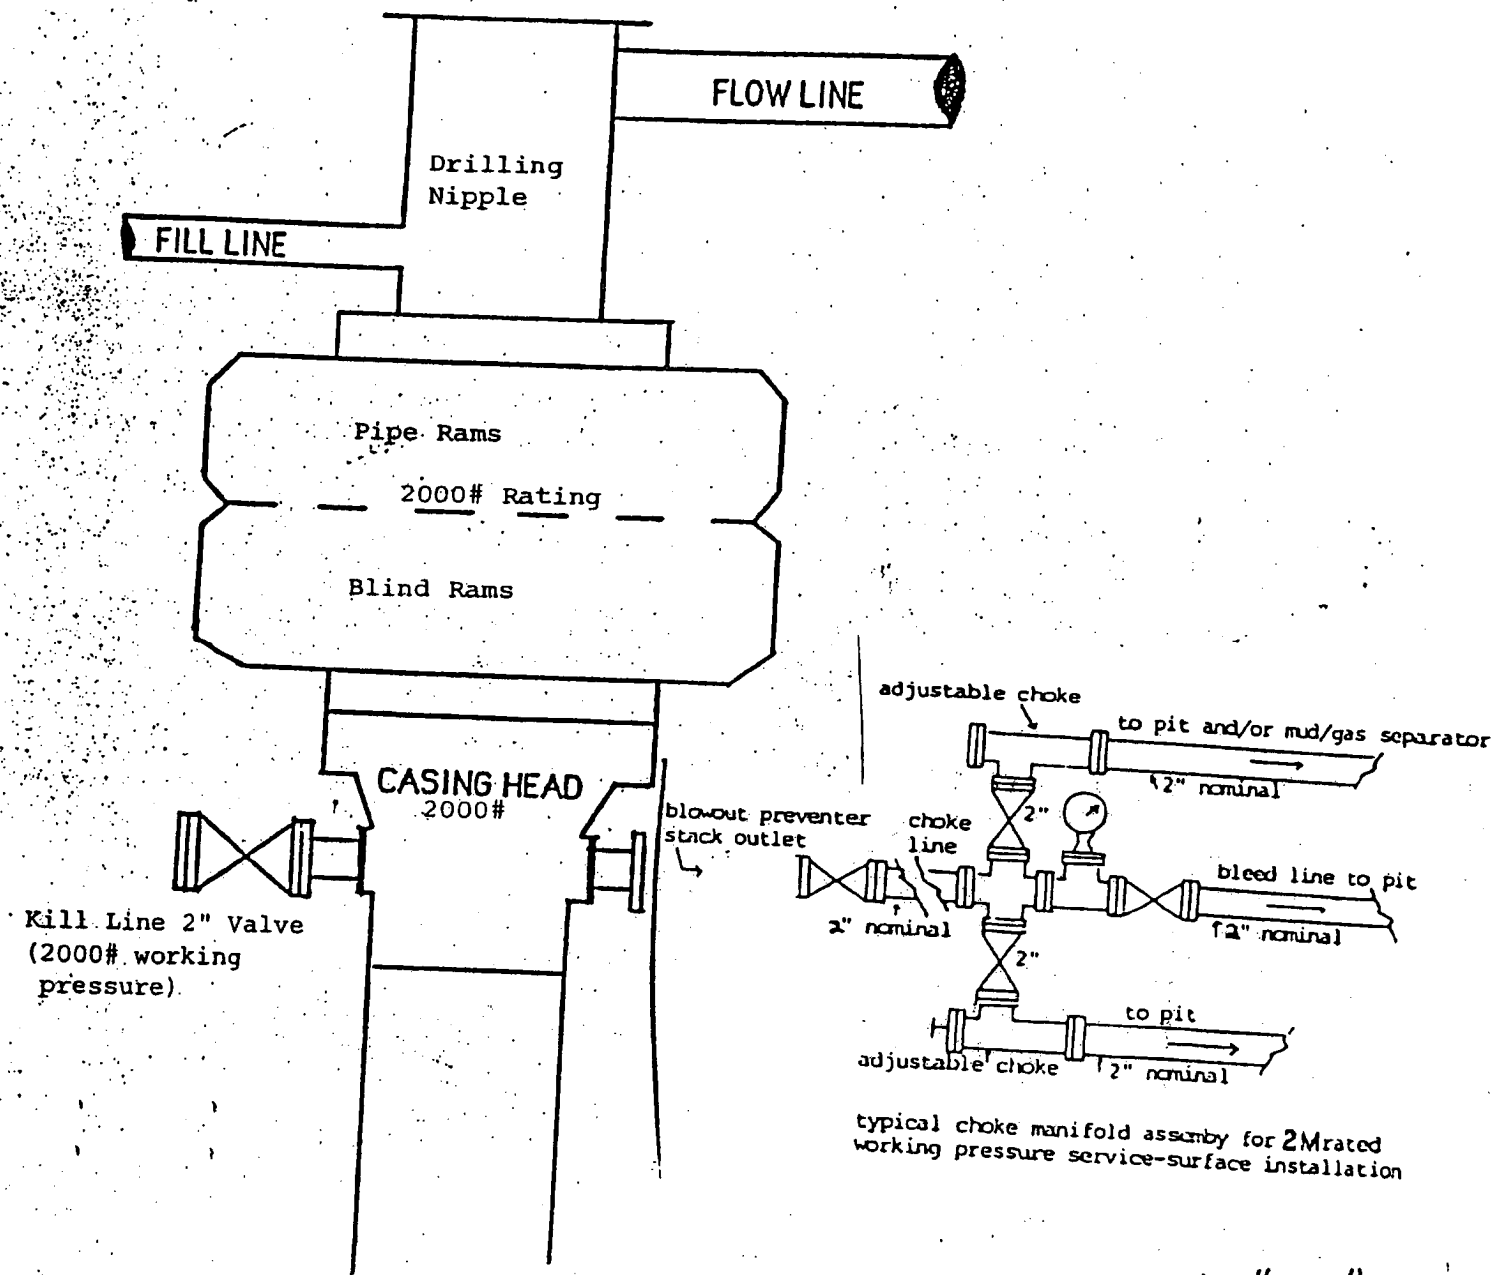 FLOW LINE
Drilling
Nipple
FILL LINE
Pipe Rams
2000# Rating
Blind Rams
CASING HEAD
2000#
Kill Line 2" Valve
(2000# working
pressure)
blowout preventer
stack outlet
adjustable choke
to pit and/or mud/gas separator
2" nominal
2"
choke
line
bleed line to pit
2" nominal
2" nominal
2"
to pit
adjustable choke
2" nominal
typical choke manifold assemby for 2M rated
working pressure service-surface installation